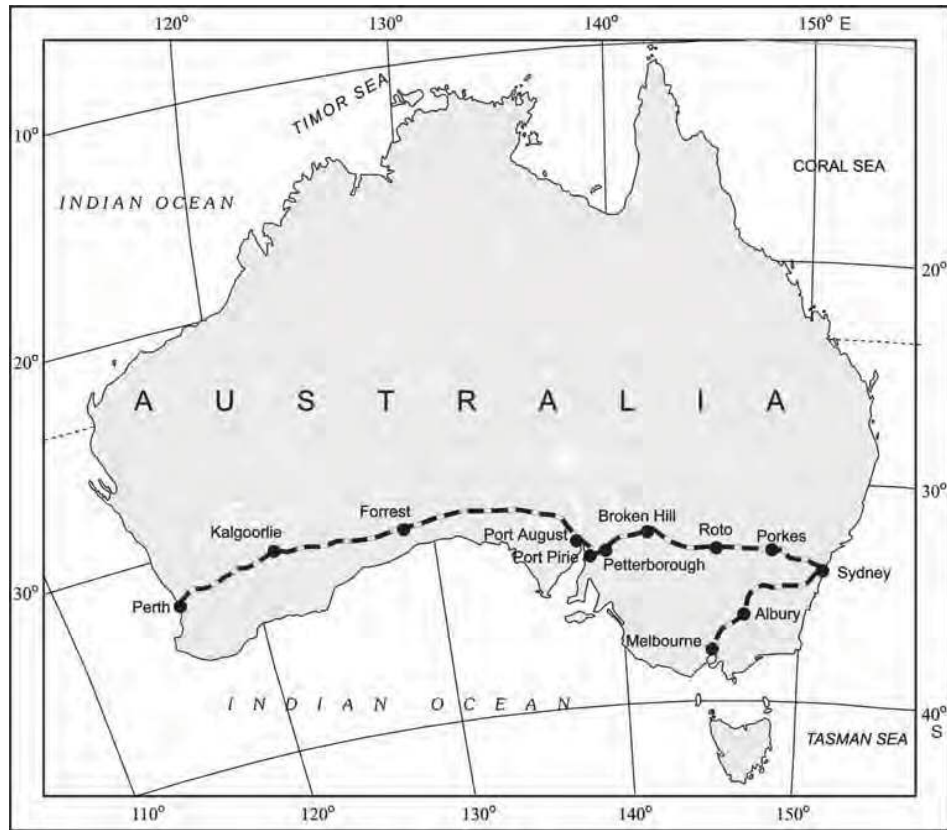 120° 130° 140° 150° E
TIMOR SEA
10°
CORAL SEA
INDIAN OCEAN
20°
20°
A U S T R A L I A
30°
Forrest
Broken Hill
Kalgoorlie
Port August
Roto
Porkes
Port Pirie
Petterborough
Sydney
30°
Perth
Albury
Melbourne
INDIAN OCEAN
40°
S
TASMAN SEA
110° 120° 130° 140° 150°